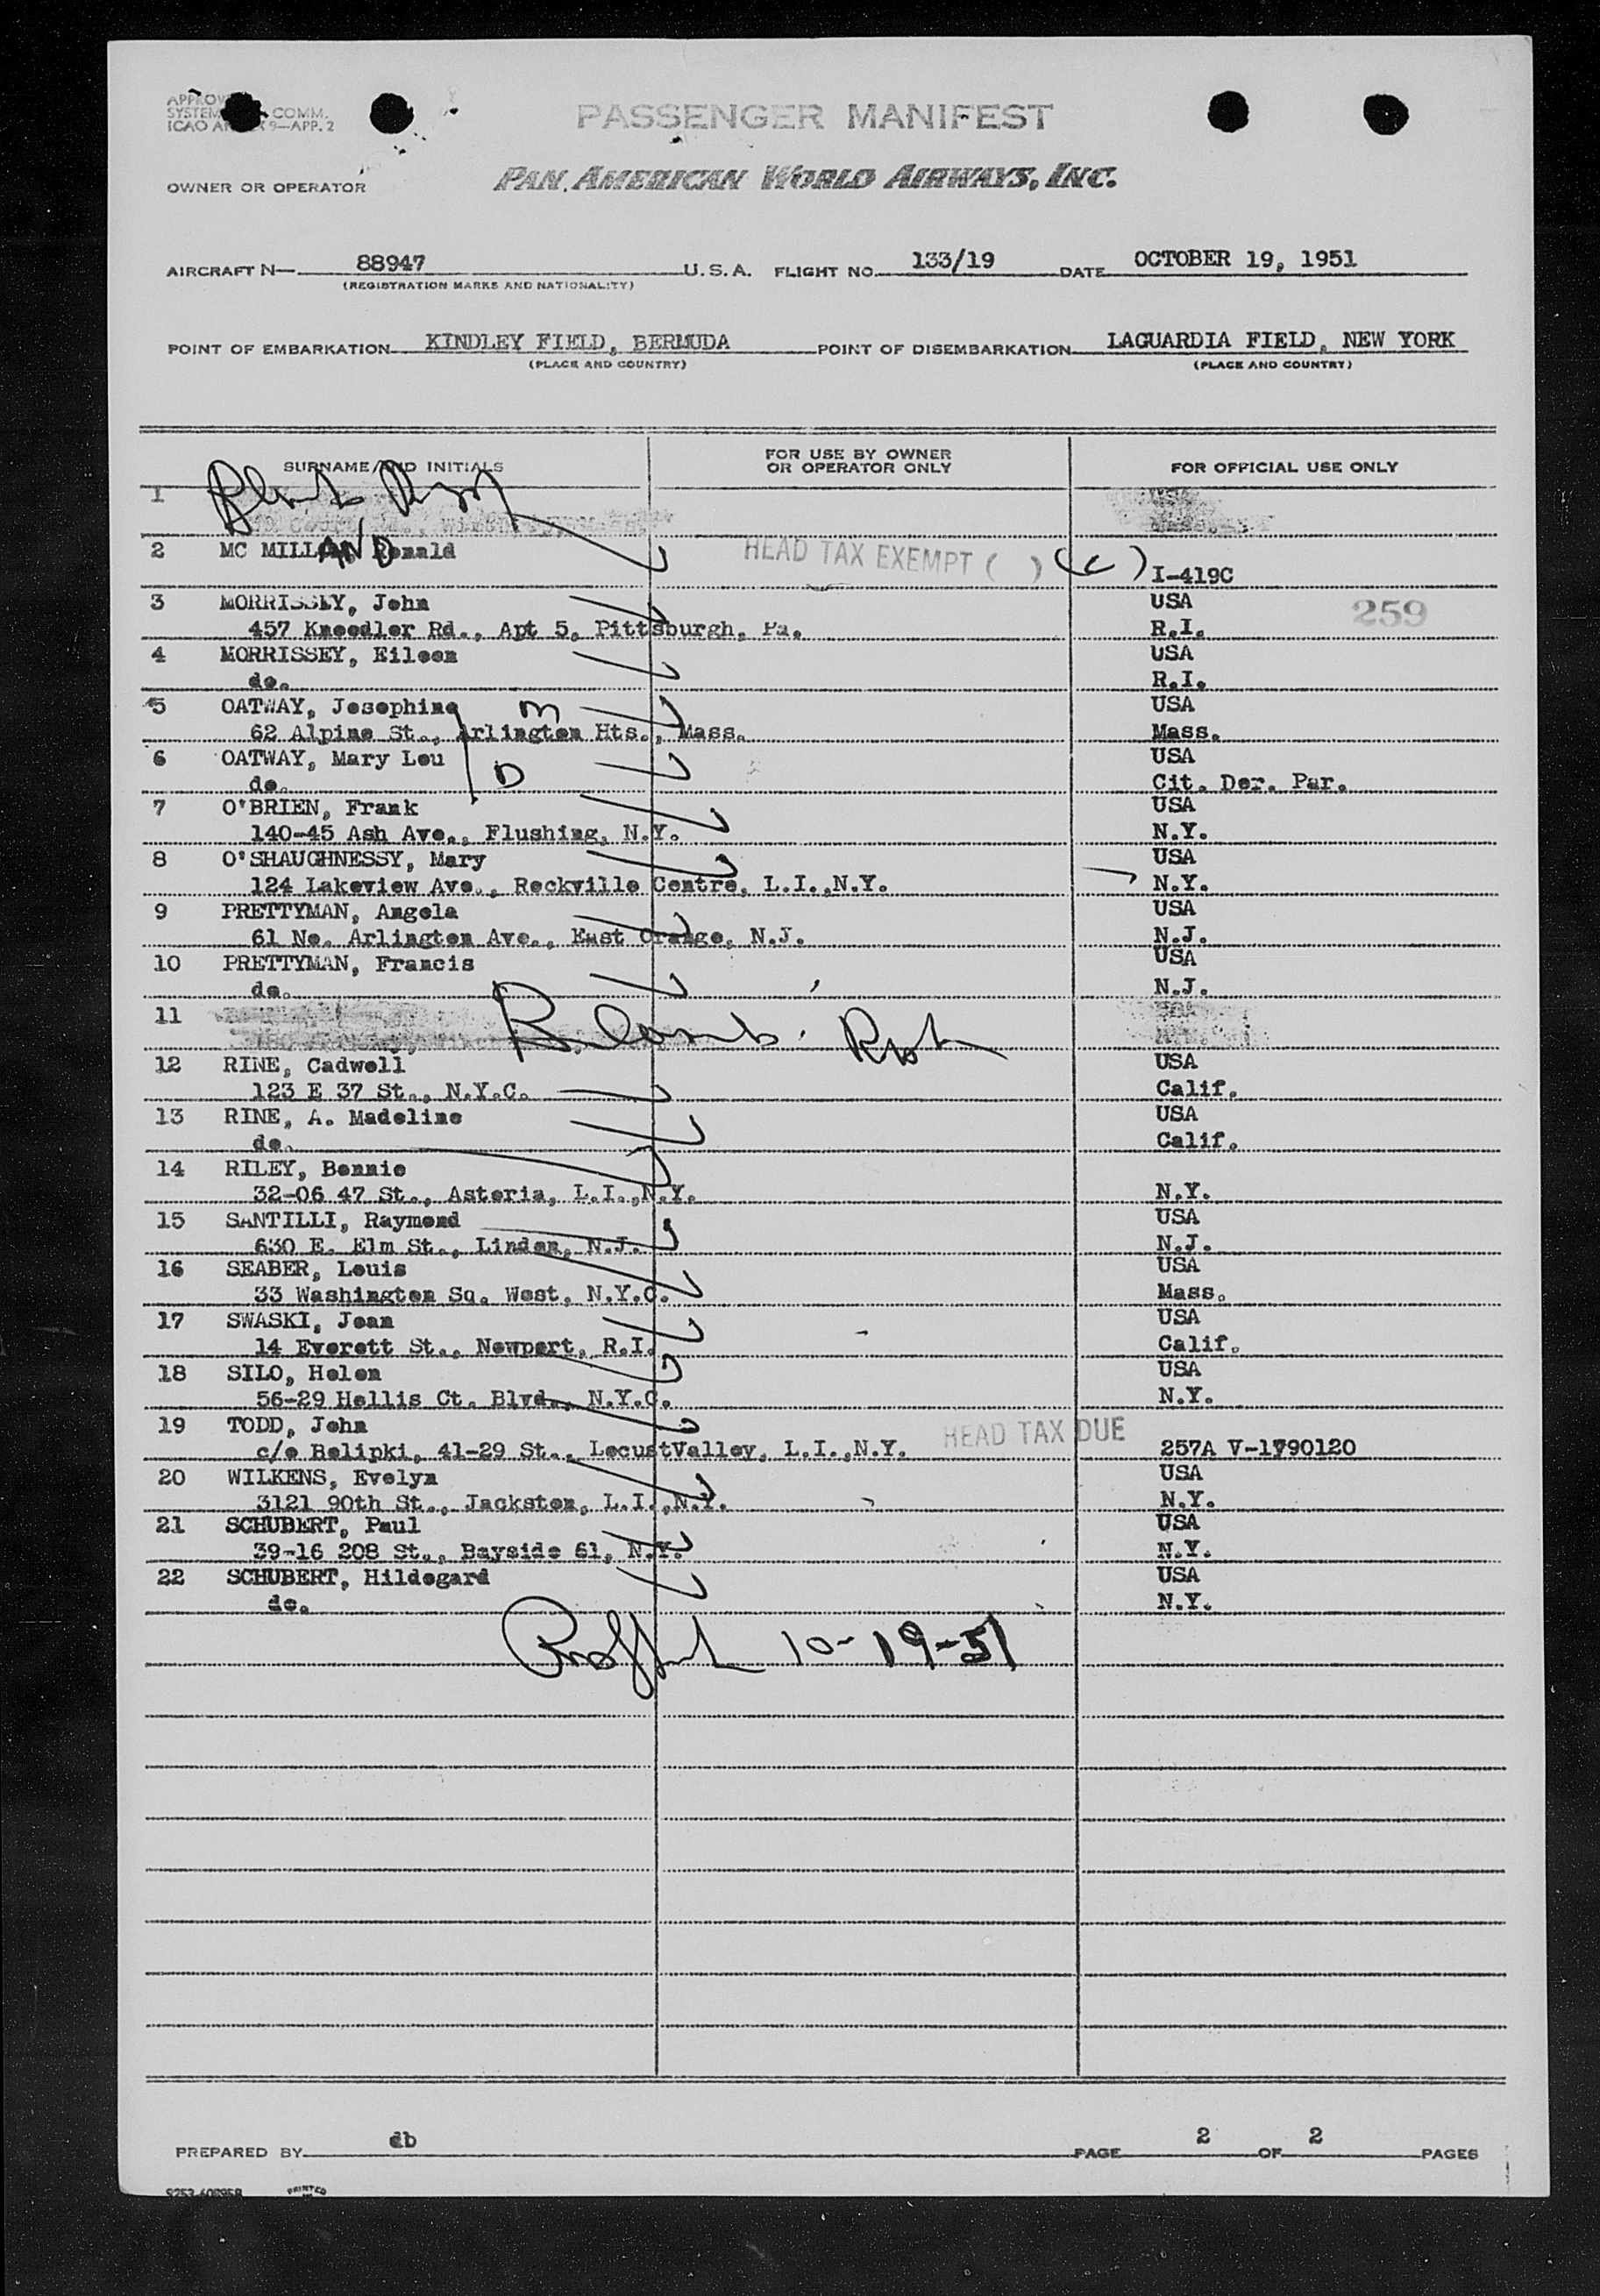 PASSENGER MANIFEST
SYSTEM COMM.
ICAO 9—APP. 2
OWNER OR OPERATOR PAN AMERICAN WORLD AIRWAYS, INC.
AIRCRAFT N— 88947 U.S.A. FLIGHT NO. 133/19 DATE OCTOBER 19, 1951
(REGISTRATION MARKS AND NATIONALITY)
POINT OF EMBARKATION KINDLEY FIELD, BERMUDA POINT OF DISEMBARKATION LAGUARDIA FIELD, NEW YORK
(PLACE AND COUNTRY) (PLACE AND COUNTRY)
SURNAME AND INITIALS FOR USE BY OWNER OR OPERATOR ONLY FOR OFFICIAL USE ONLY
1
2 MC MILLAND, Ronald HEAD TAX EXEMPT ( ) (c)
I-419C
3 MORRISSEY, John USA 259
457 Kneedler Rd., Apt 5, Pittsburgh, Pa. R.I.
4 MORRISSEY, Eileen USA
do. R.I.
5 OATWAY, Josephine M USA
62 Alpine St., Arlington Hts., Mass. Mass.
6 OATWAY, Mary Lou D USA
do. Cit. Der. Par.
7 O'BRIEN, Frank USA
140-45 Ash Ave., Flushing, N.Y. N.Y.
8 O'SHAUGHNESSY, Mary USA
124 Lakeview Ave., Rockville Centre, L.I.,N.Y. N.Y.
9 PRETTYMAN, Angela USA
61 No. Arlington Ave., East Orange, N.J. N.J.
10 PRETTYMAN, Francis USA
do. N.J.
11
12 RINE, Cadwell USA
123 E 37 St., N.Y.C. Calif.
13 RINE, A. Madeline USA
do. Calif.
14 RILEY, Bennie
32-06 47 St., Astoria, L.I.,N.Y. N.Y.
15 SANTILLI, Raymond USA
630 E. Elm St., Linden, N.J. N.J.
16 SEABER, Louis USA
33 Washington Sq. West, N.Y.C. Mass.
17 SWASKI, Jean USA
14 Everett St., Newport, R.I. Calif.
18 SILO, Helen USA
56-29 Hollis Ct. Blvd., N.Y.C. N.Y.
19 TODD, John HEAD TAX DUE
c/o Belipki, 41-29 St., LocustValley, L.I.,N.Y. 257A V-1790120
20 WILKENS, Evelyn USA
3121 90th St., Jackston, L.I.,N.Y. N.Y.
21 SCHUBERT, Paul USA
39-16 208 St., Bayside 61, N.Y. N.Y.
22 SCHUBERT, Hildegard USA
do. N.Y.
10-19-51
PREPARED BY db PAGE 2 OF 2 PAGES
PRINTED